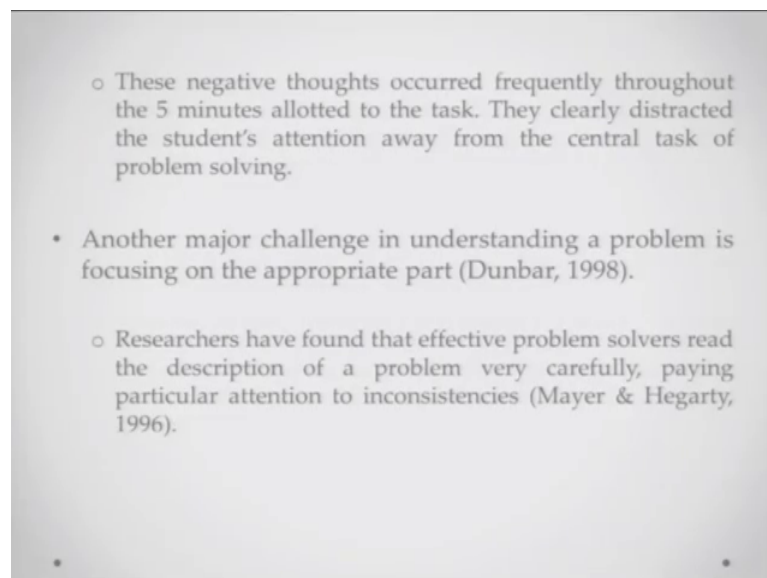 o These negative thoughts occurred frequently throughout
the 5 minutes allotted to the task. They clearly distracted
the student's attention away from the central task of
problem solving.
• Another major challenge in understanding a problem is
focusing on the appropriate part (Dunbar, 1998).
o Researchers have found that effective problem solvers read
the description of a problem very carefully, paying
particular attention to inconsistencies (Mayer & Hegarty,
1996).